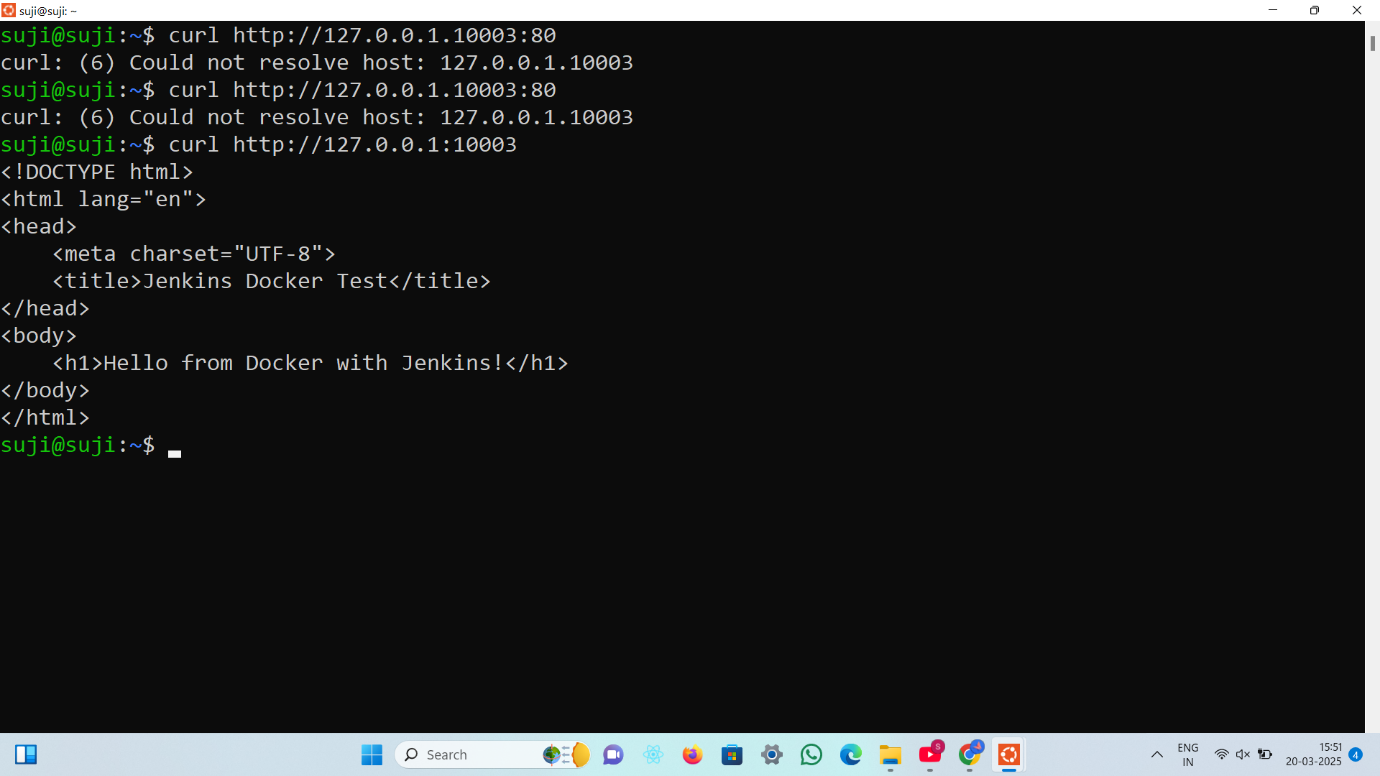 suji@suji: ~
suji@suji:~$ curl http://127.0.0.1.10003:80
curl: (6) Could not resolve host: 127.0.0.1.10003
suji@suji:~$ curl http://127.0.0.1.10003:80
curl: (6) Could not resolve host: 127.0.0.1.10003
suji@suji:~$ curl http://127.0.0.1:10003
<!DOCTYPE html>
<html lang="en">
<head>
    <meta charset="UTF-8">
    <title>Jenkins Docker Test</title>
</head>
<body>
    <h1>Hello from Docker with Jenkins!</h1>
</body>
</html>
suji@suji:~$
Search
S
ENG
IN
15:51
20-03-2025
4